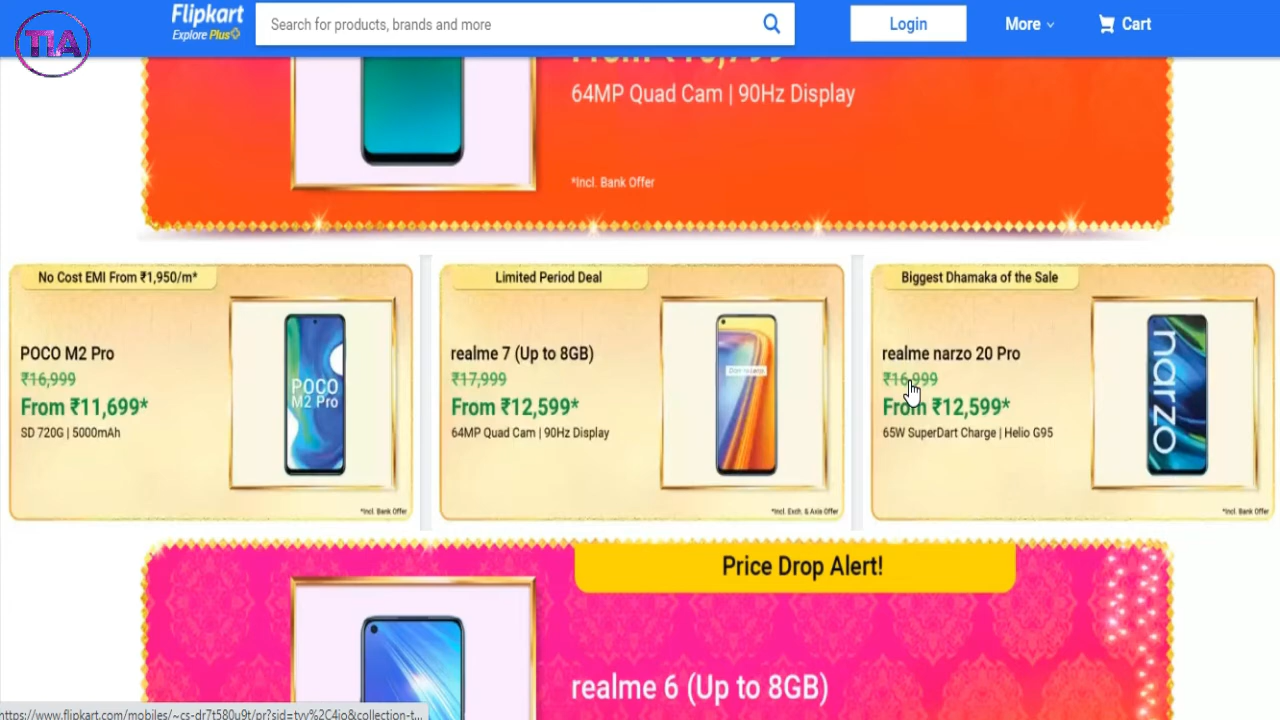 TIA
Flipkart
Explore Plus
Search for products, brands and more
Login
More
Cart
64MP Quad Cam | 90Hz Display
*Incl. Bank Offer
No Cost EMI From ₹1,950/m*
POCO M2 Pro
₹16,999
From ₹11,699*
SD 720G | 5000mAh
POCO
M2 Pro
*Incl. Bank Offer
Limited Period Deal
realme 7 (Up to 8GB)
₹17,999
From ₹12,599*
64MP Quad Cam | 90Hz Display
*Incl. Exch. & Axis Offer
Biggest Dhamaka of the Sale
realme narzo 20 Pro
₹16,999
From ₹12,599*
65W SuperDart Charge | Helio G95
narzo
*Incl. Bank Offer
Price Drop Alert!
realme 6 (Up to 8GB)
https://www.flipkart.com/mobiles/~cs-dr7t580u9t/pr?sid=tyy%2C4io&collection-t...